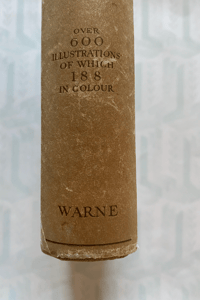 OVER
600
ILLUSTRATIONS
OF WHICH
188
IN COLOUR
WARNE